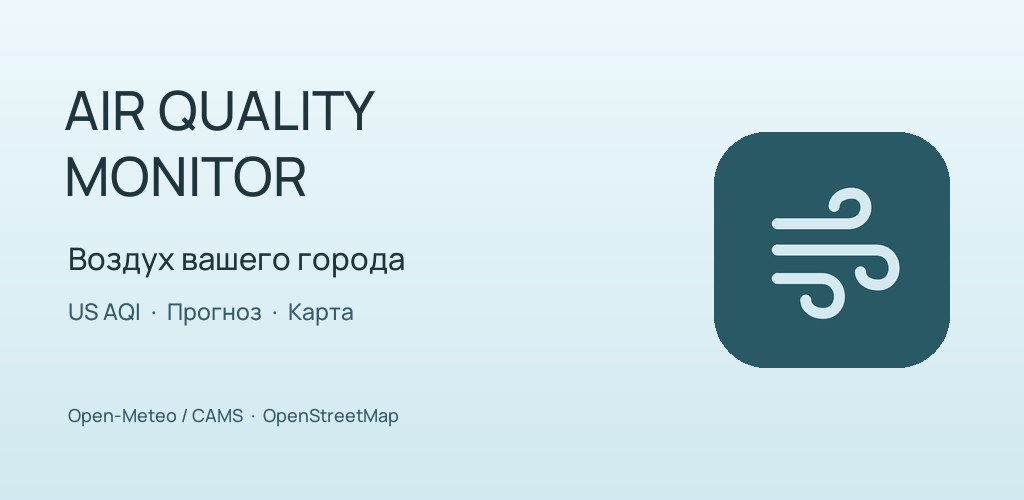 AIR QUALITY
MONITOR
Воздух вашего города
US AQI · Прогноз · Карта
Open-Meteo / CAMS · OpenStreetMap